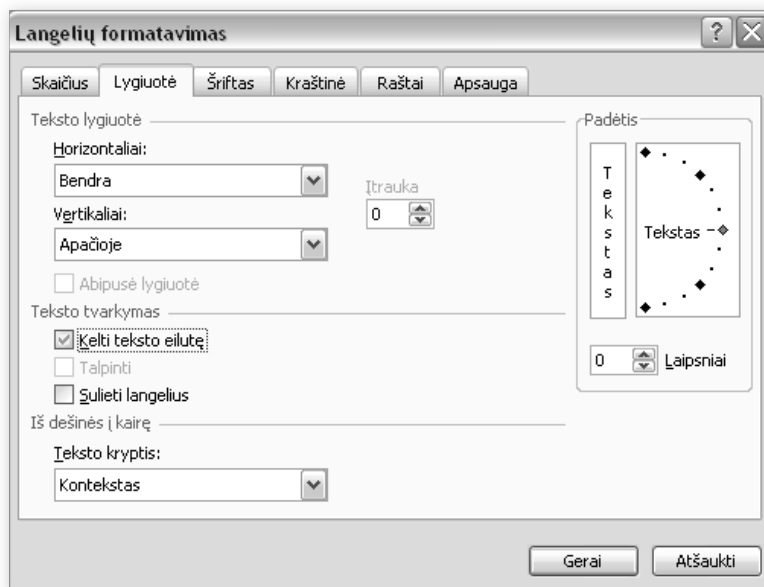 Langelių formatavimas
Skaičius Lygiuotė Šriftas Kraštinė Raštai Apsauga
Teksto lygiuotė
Horizontaliai:
Bendra
Įtrauka
0
Vertikaliai:
Apačioje
Abipusė lygiuotė
Teksto tvarkymas
Kelti teksto eilutę
Talpinti
Sulieti langelius
Iš dešinės į kairę
Teksto kryptis:
Kontekstas
Padėtis
Tekstas
Tekstas
0 Laipsniai
Gerai Atšaukti